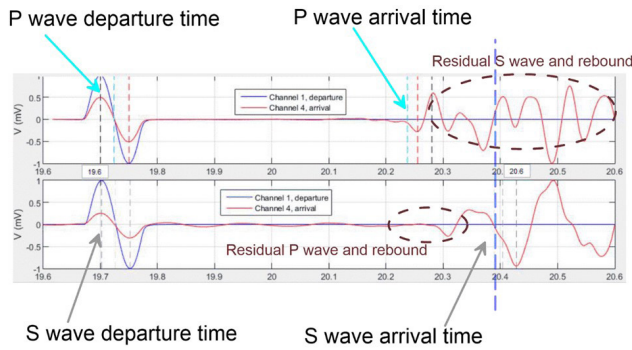 P wave departure time
P wave arrival time
Residual S wave and rebound
V (mV)
0.5
0
-0.5
-1
Channel 1, departure
Channel 4, arrival
19.6 19.7 19.8 19.9 20 20.1 20.2 20.3 20.4 20.5 20.6
19.6
20.6
V (mV)
1
0.5
0
-0.5
-1
Channel 1, departure
Channel 4, arrival
Residual P wave and rebound
19.6 19.7 19.8 19.9 20 20.1 20.2 20.3 20.4 20.5 20.6
S wave departure time
S wave arrival time